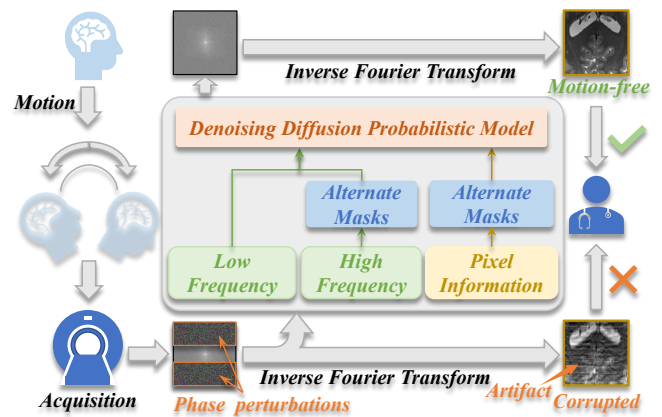 Inverse Fourier Transform
Motion-free
Motion
Denoising Diffusion Probabilistic Model
Alternate
Masks
Alternate
Masks
Low
Frequency
High
Frequency
Pixel
Information
Acquisition
Phase perturbations
Inverse Fourier Transform
Artifact
Corrupted